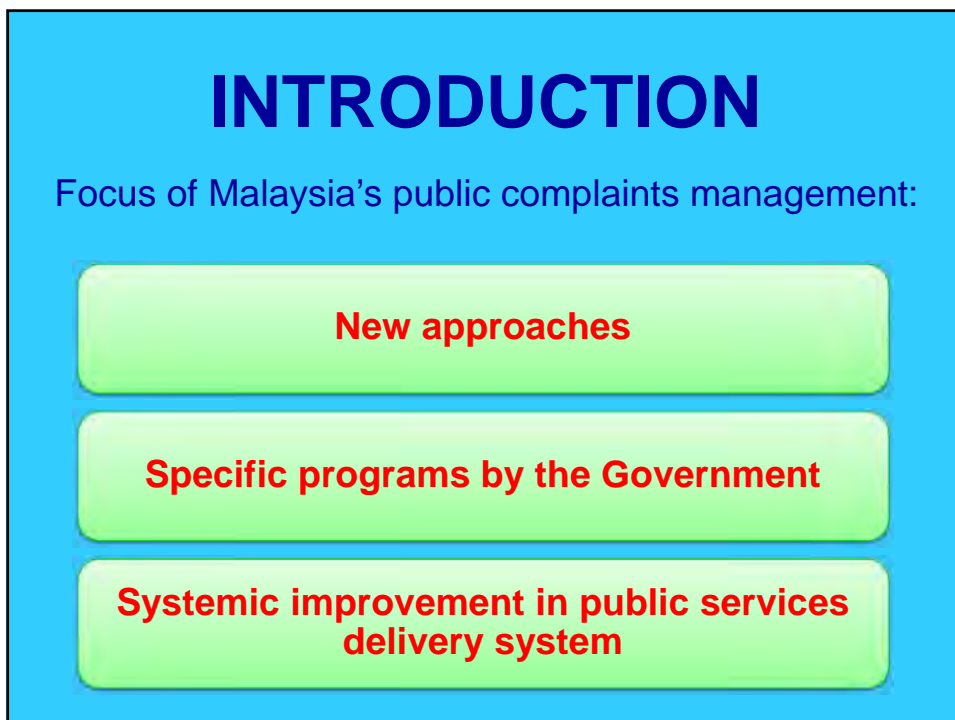 INTRODUCTION
Focus of Malaysia’s public complaints management:
New approaches
Specific programs by the Government
Systemic improvement in public services
delivery system